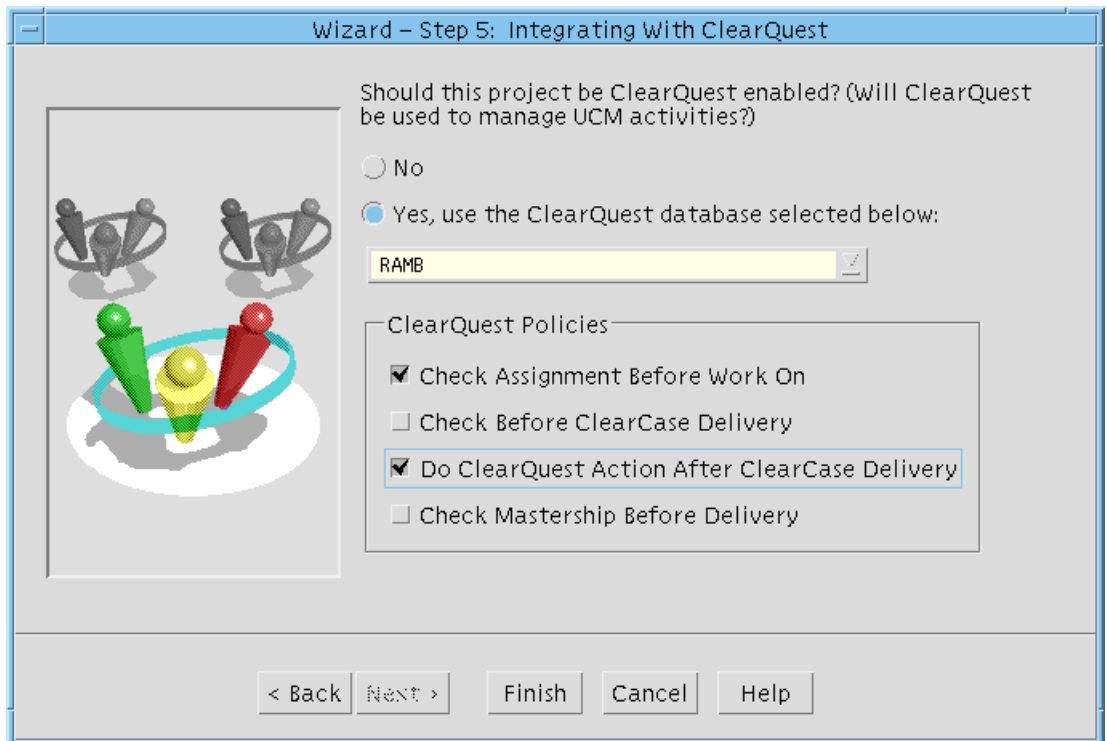 Wizard – Step 5: Integrating With ClearQuest
Should this project be ClearQuest enabled? (Will ClearQuest
be used to manage UCM activities?)
No
Yes, use the ClearQuest database selected below:
RAMB
ClearQuest Policies
Check Assignment Before Work On
Check Before ClearCase Delivery
Do ClearQuest Action After ClearCase Delivery
Check Mastership Before Delivery
< Back Next > Finish Cancel Help